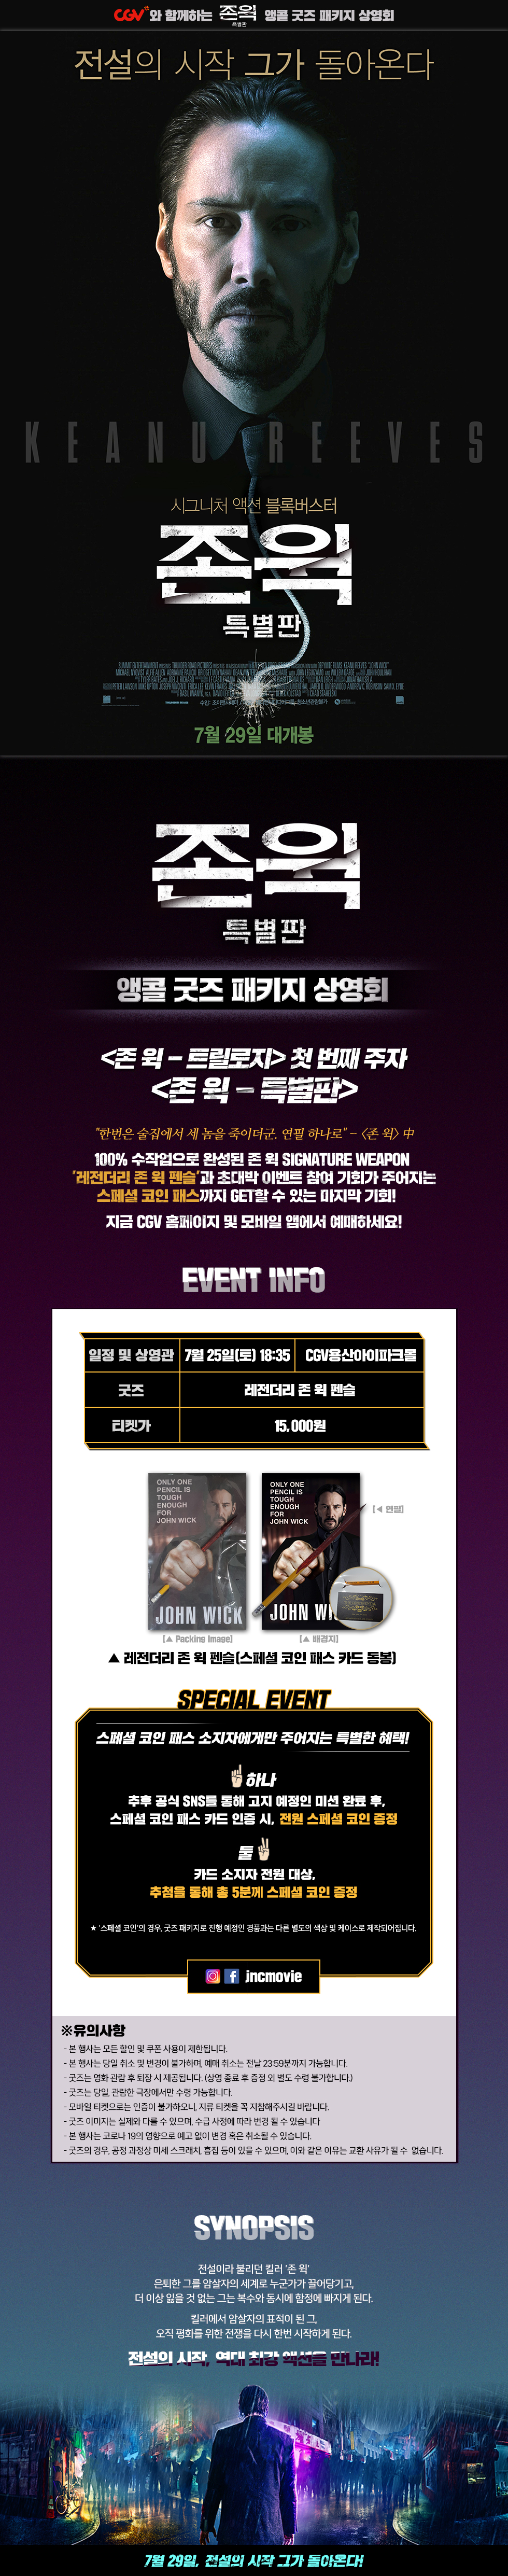 CGV와 함께하는 존윅 특별판 앵콜 굿즈 패키지 상영회
전설의 시작 그가 돌아온다
KEANU REEVES
시그니처 액션 블록버스터
존윅
특별판
7월 29일 대개봉
존윅
특별판
앵콜 굿즈 패키지 상영회
<존 윅 – 트릴로지> 첫 번째 주자
<존 윅 – 특별판>
"한번은 술집에서 세 놈을 죽이더군. 연필 하나로" – <존 윅> 中
100% 수작업으로 완성된 존 윅 SIGNATURE WEAPON
'레전더리 존 윅 펜슬'과 초대박 이벤트 참여 기회가 주어지는
스페셜 코인 패스까지 GET할 수 있는 마지막 기회!
지금 CGV 홈페이지 및 모바일 앱에서 예매하세요!
EVENT INFO
일정 및 상영관 7월 25일(토) 18:35 CGV용산아이파크몰
굿즈 레전더리 존 윅 펜슬
티켓가 15,000원
ONLY ONE
PENCIL IS
TOUGH
ENOUGH
FOR
JOHN WICK
JOHN WICK
[▲ Packing Image]
ONLY ONE
PENCIL IS
TOUGH
ENOUGH
FOR
JOHN WICK
JOHN WI
[◀ 연필]
[▲ 배경지]
▲ 레전더리 존 윅 펜슬(스페셜 코인 패스 카드 동봉)
SPECIAL EVENT
스페셜 코인 패스 소지자에게만 주어지는 특별한 혜택!
하나
추후 공식 SNS를 통해 고지 예정인 미션 완료 후,
스페셜 코인 패스 카드 인증 시, 전원 스페셜 코인 증정
둘
카드 소지자 전원 대상,
추첨을 통해 총 5분께 스페셜 코인 증정
★ '스페셜 코인'의 경우, 굿즈 패키지로 진행 예정인 경품과는 다른 별도의 색상 및 케이스로 제작되어집니다.
jncmovie
※유의사항
- 본 행사는 모든 할인 및 쿠폰 사용이 제한됩니다.
- 본 행사는 당일 취소 및 변경이 불가하며, 예매 취소는 전날 23:59분까지 가능합니다.
- 굿즈는 영화 관람 후 퇴장 시 제공됩니다. (상영 종료 후 증정 외 별도 수령 불가합니다.)
- 굿즈는 당일, 관람한 극장에서만 수령 가능합니다.
- 모바일 티켓으로는 인증이 불가하오니, 지류 티켓을 꼭 지참해주시길 바랍니다.
- 굿즈 이미지는 실제와 다를 수 있으며, 수급 사정에 따라 변경 될 수 있습니다
- 본 행사는 코로나 19의 영향으로 예고 없이 변경 혹은 취소될 수 있습니다.
- 굿즈의 경우, 공정 과정상 미세 스크래치, 흠집 등이 있을 수 있으며, 이와 같은 이유는 교환 사유가 될 수 없습니다.
SYNOPSIS
전설이라 불리던 킬러 '존 윅'
은퇴한 그를 암살자의 세계로 누군가가 끌어당기고,
더 이상 잃을 것 없는 그는 복수와 동시에 함정에 빠지게 된다.
킬러에서 암살자의 표적이 된 그,
오직 평화를 위한 전쟁을 다시 한번 시작하게 된다.
전설의 시작, 역대 최강 액션을 만나라!
7월 29일, 전설의 시작 그가 돌아온다!